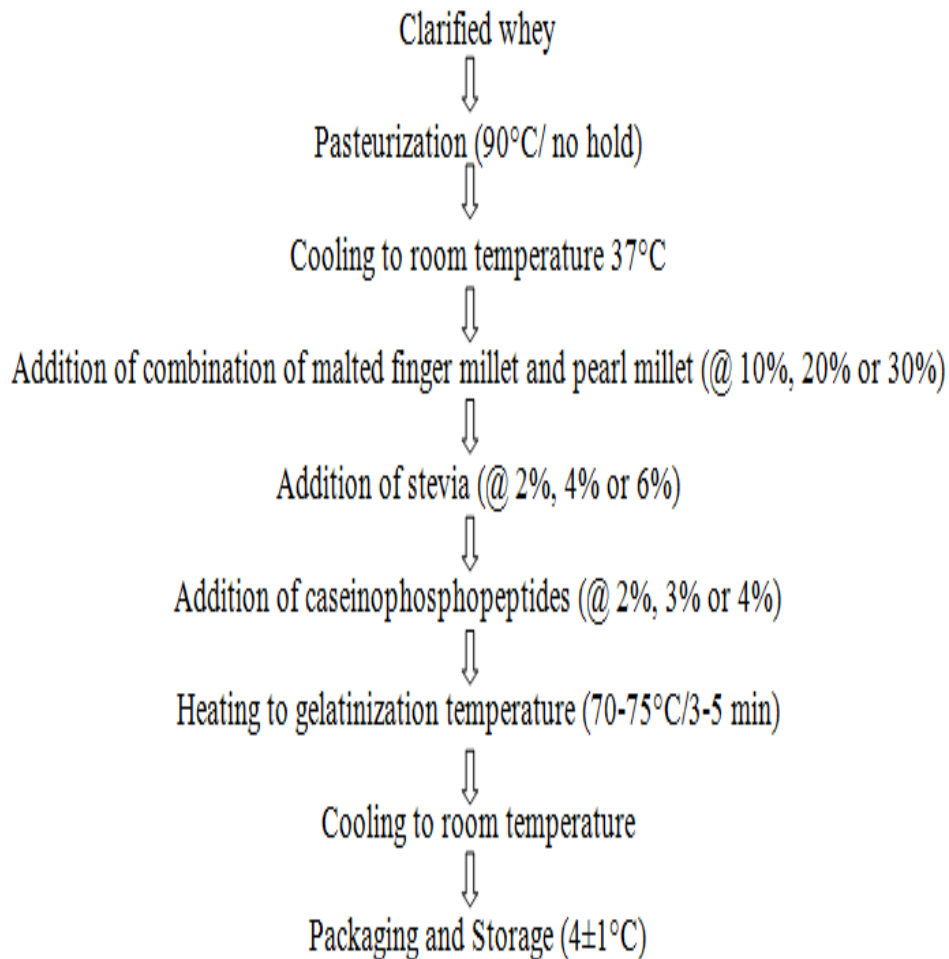 Clarified whey
Pasteurization (90°C/ no hold)
Cooling to room temperature 37°C
Addition of combination of malted finger millet and pearl millet (@ 10%, 20% or 30%)
Addition of stevia (@ 2%, 4% or 6%)
Addition of caseinophosphopeptides (@ 2%, 3% or 4%)
Heating to gelatinization temperature (70-75°C/3-5 min)
Cooling to room temperature
Packaging and Storage (4±1°C)